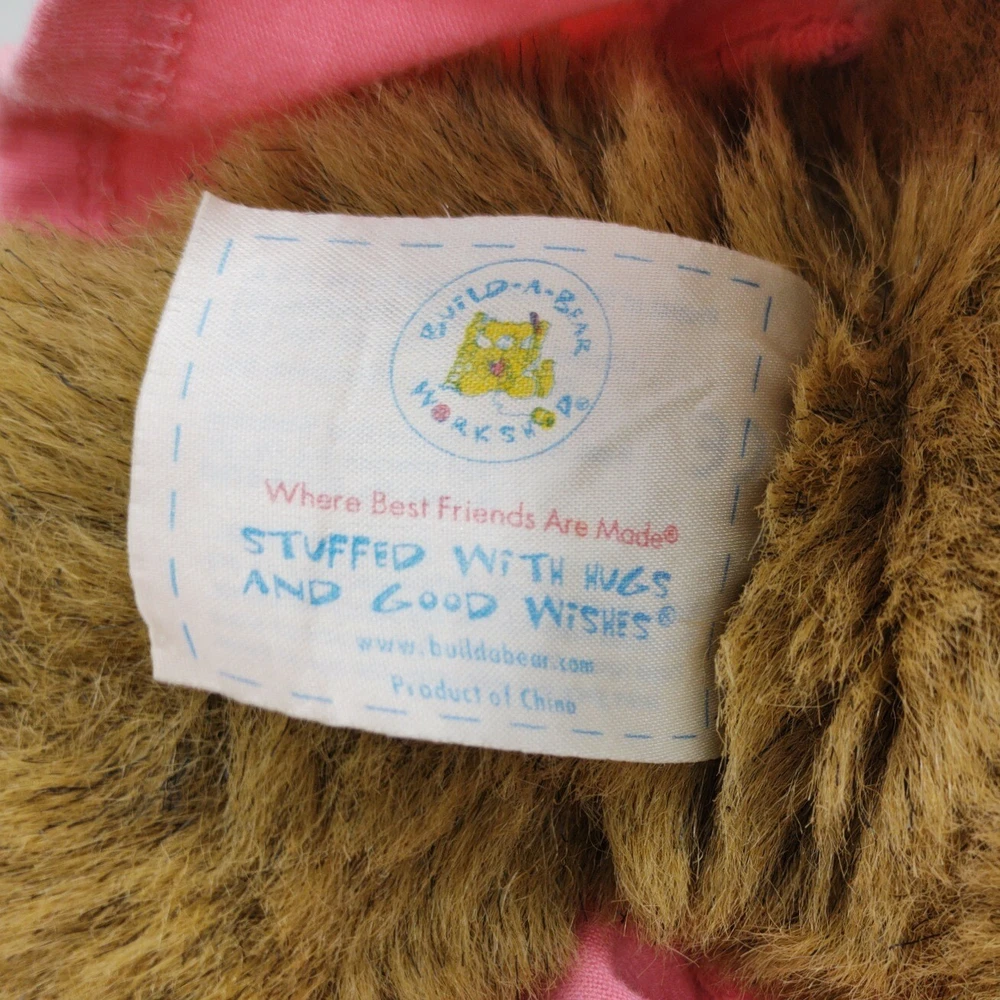 BUiLD-A-BEAR
WORKSHOP®
Where Best Friends Are Made®
STUFFED WiTH HUGS
AND GOOD WiSHES®
www.buildabear.com
Product of China